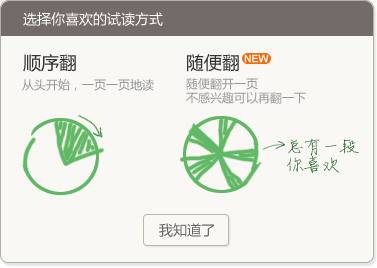 选择你喜欢的试读方式
顺序翻
从头开始，一页一页地读
随便翻 NEW
随便翻开一页
不感兴趣可以再翻一下
总有一段
你喜欢
我知道了